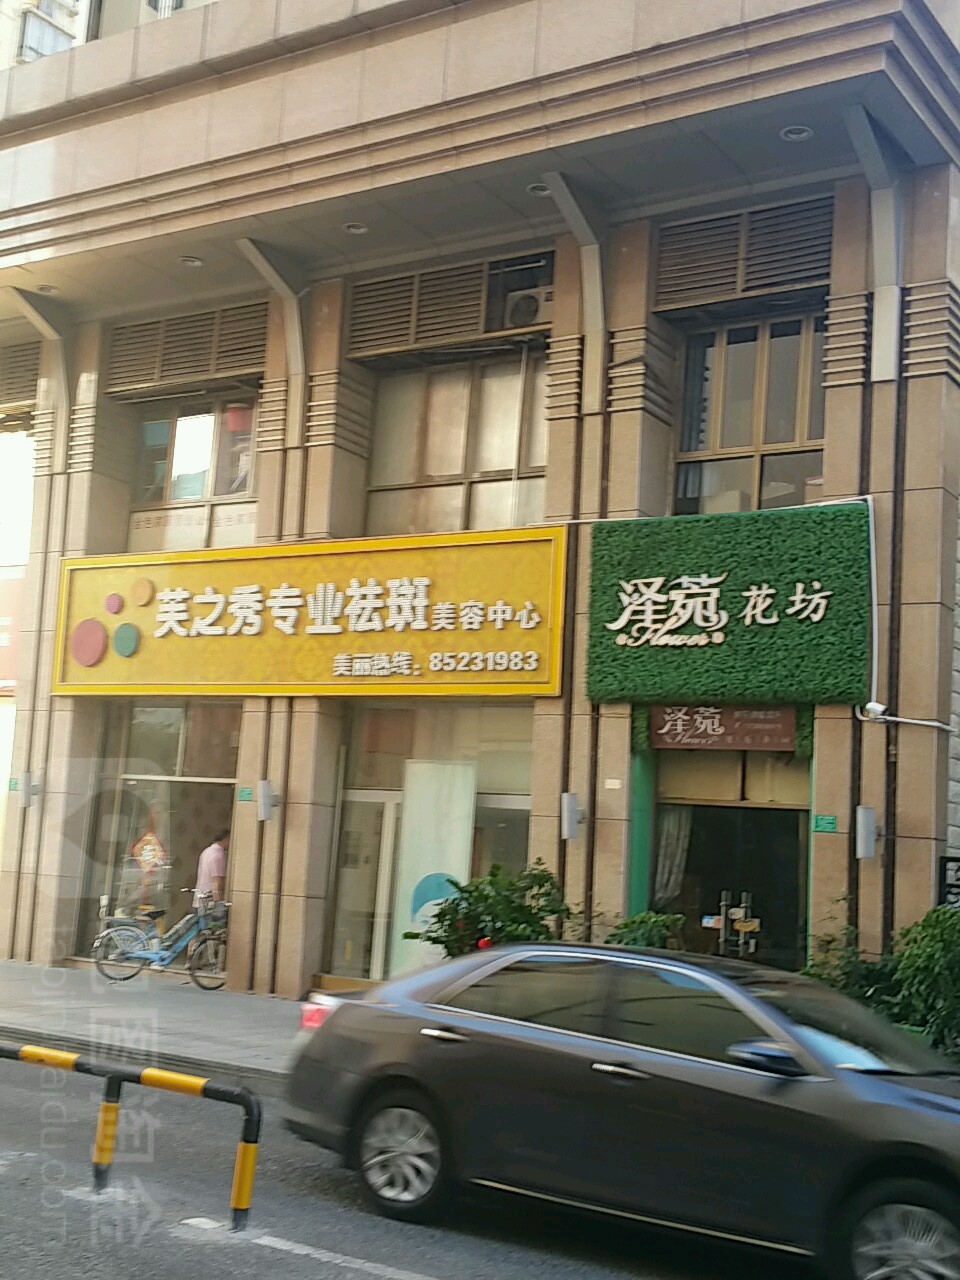 芙之秀专业祛斑美容中心
美丽热线：85231983
泽苑花坊
Flower
泽苑
Flower